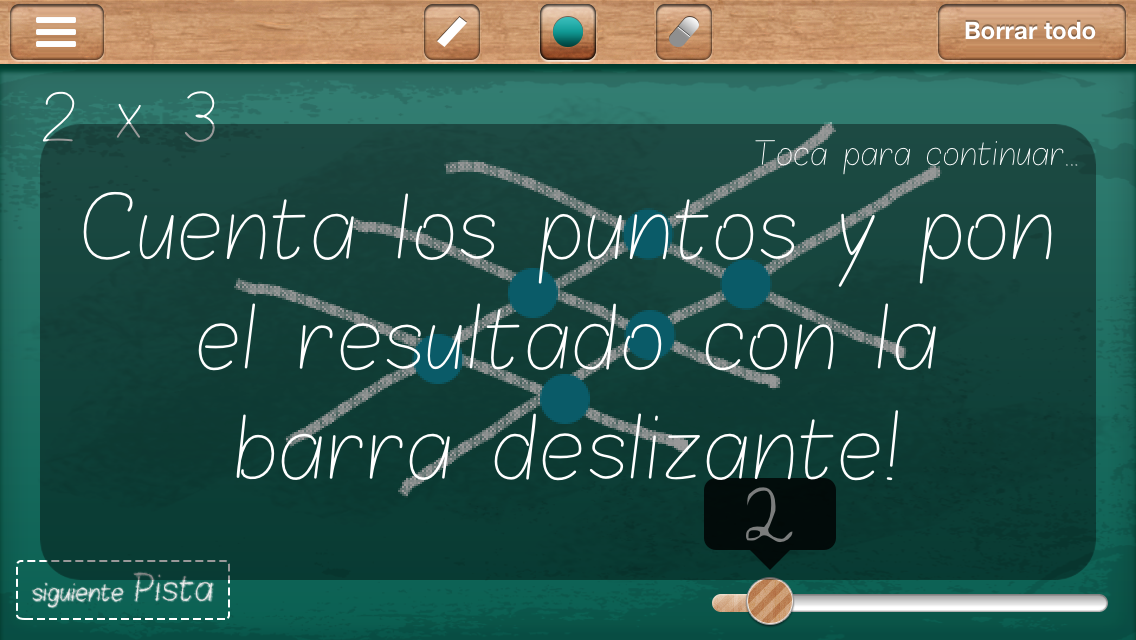 Borrar todo
2 x 3
Toca para continuar...
Cuenta los puntos y pon
el resultado con la
barra deslizante!
2
siguiente Pista